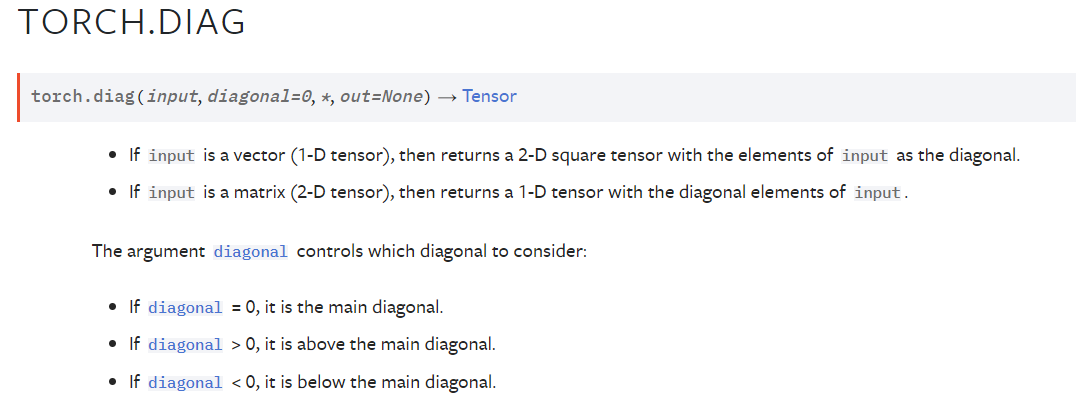 TORCH.DIAG
torch.diag(input, diagonal=0, *, out=None) → Tensor
• If input is a vector (1-D tensor), then returns a 2-D square tensor with the elements of input as the diagonal.
• If input is a matrix (2-D tensor), then returns a 1-D tensor with the diagonal elements of input.
The argument diagonal controls which diagonal to consider:
• If diagonal = 0, it is the main diagonal.
• If diagonal > 0, it is above the main diagonal.
• If diagonal < 0, it is below the main diagonal.